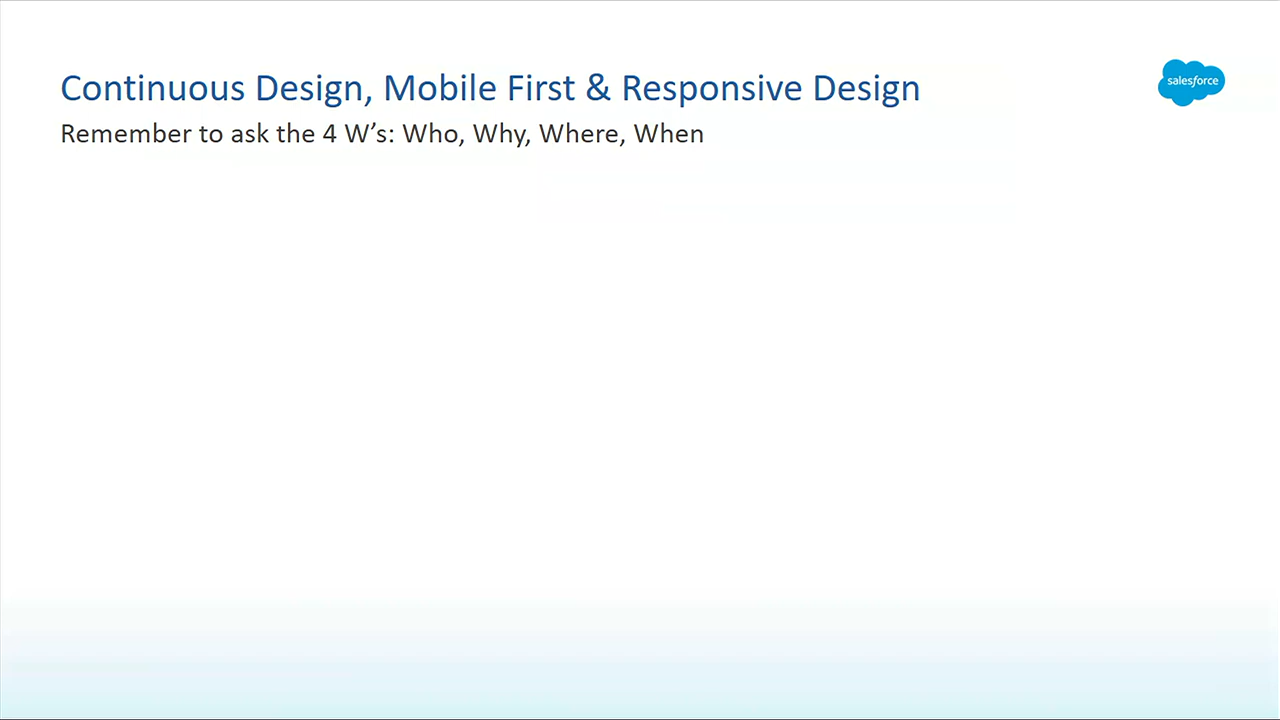 Continuous Design, Mobile First & Responsive Design
salesforce
Remember to ask the 4 W’s: Who, Why, Where, When